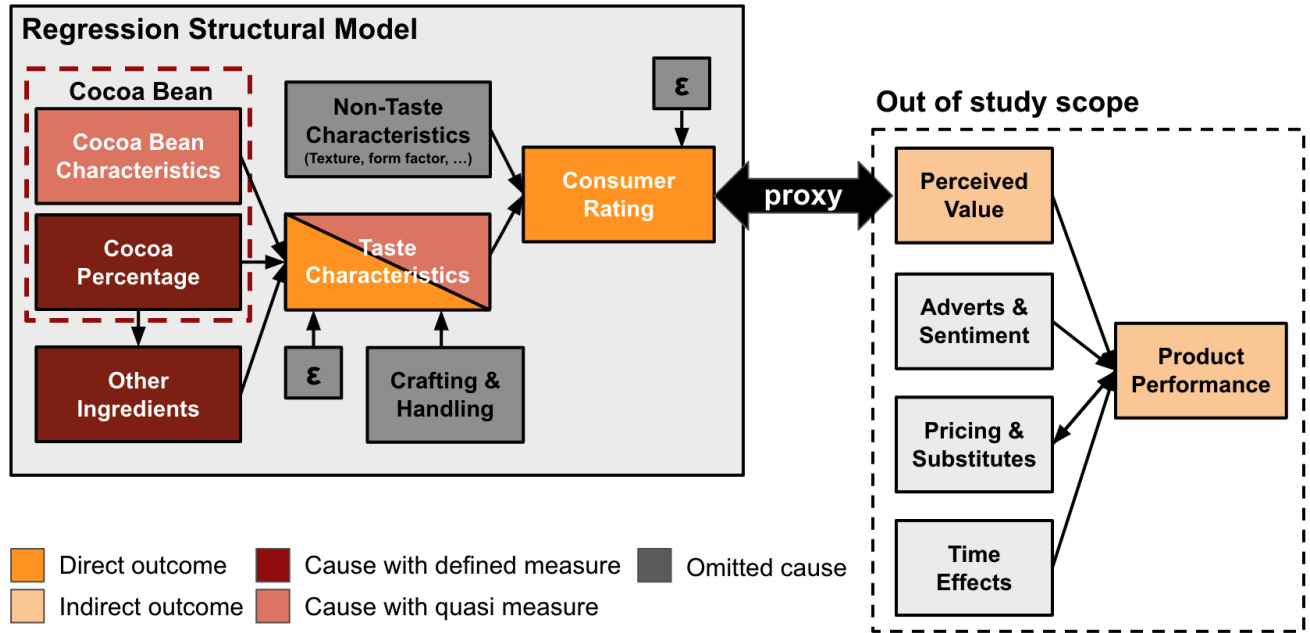 Regression Structural Model
Cocoa Bean
Cocoa Bean
Characteristics
Cocoa
Percentage
Other
Ingredients
Non-Taste
Characteristics
(Texture, form factor, …)
Taste
Characteristics
ε
Crafting &
Handling
ε
Consumer
Rating
proxy
Out of study scope
Perceived
Value
Adverts &
Sentiment
Pricing &
Substitutes
Time
Effects
Product
Performance
Direct outcome
Indirect outcome
Cause with defined measure
Cause with quasi measure
Omitted cause